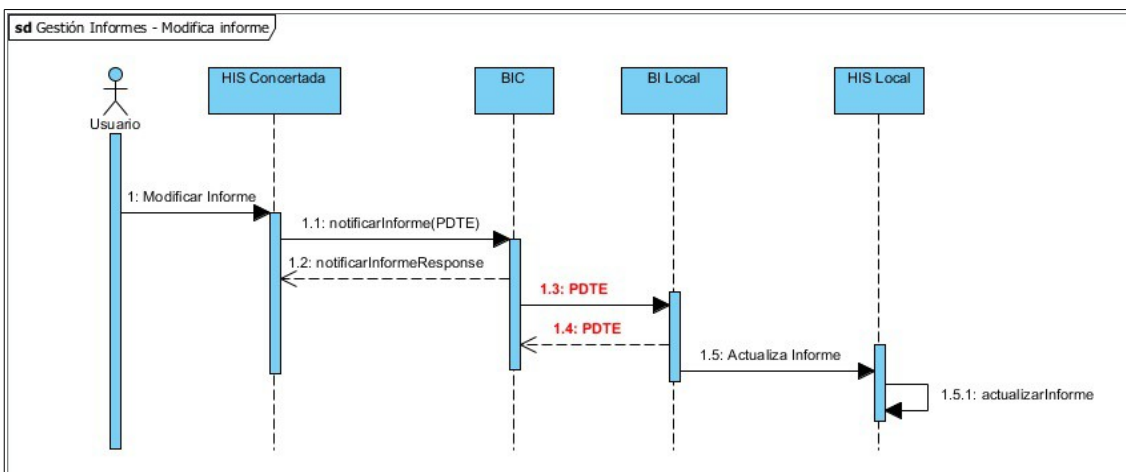 sd Gestión Informes - Modifica informe
HIS Concertada
BIC
BI Local
HIS Local
Usuario
1: Modificar Informe
1.1: notificarInforme(PDTE)
1.2: notificarInformeResponse
1.3: PDTE
1.4: PDTE
1.5: Actualiza Informe
1.5.1: actualizarInforme